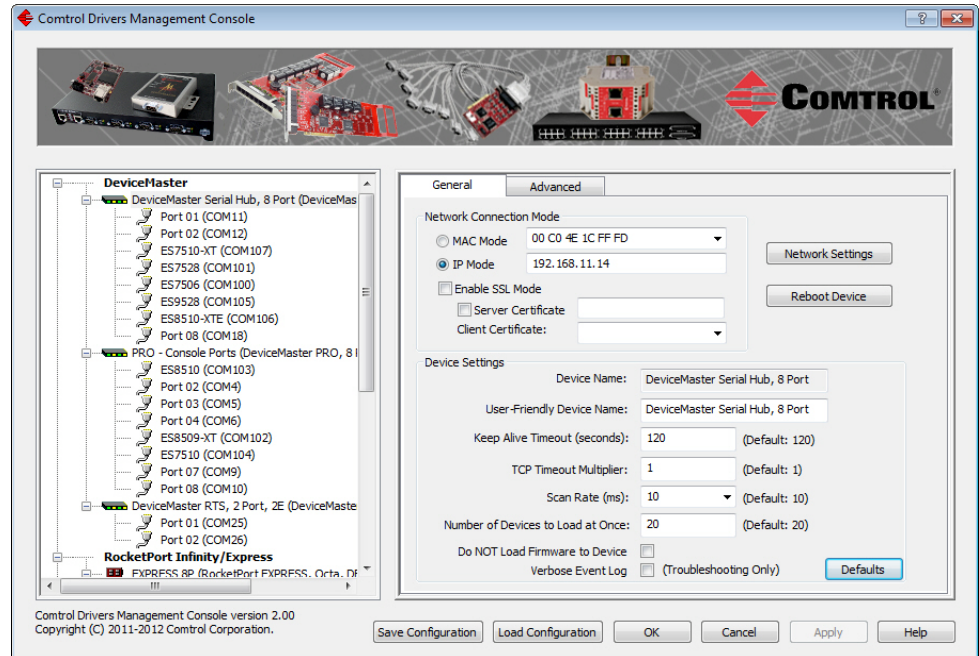 Comtrol Drivers Management Console
COMTROL
DeviceMaster
DeviceMaster Serial Hub, 8 Port (DeviceMas
Port 01 (COM11)
Port 02 (COM12)
ES7510-XT (COM107)
ES7528 (COM101)
ES7506 (COM100)
ES9528 (COM105)
ES8510-XTE (COM106)
Port 08 (COM18)
PRO - Console Ports (DeviceMaster PRO, 8 
ES8510 (COM103)
Port 02 (COM4)
Port 03 (COM5)
Port 04 (COM6)
ES8509-XT (COM102)
ES7510 (COM104)
Port 07 (COM9)
Port 08 (COM10)
DeviceMaster RTS, 2 Port, 2E (DeviceMaste
Port 01 (COM25)
Port 02 (COM26)
RocketPort Infinity/Express
EXPRESS 8P (RocketPort EXPRESS, Octa, DB
General Advanced
Network Connection Mode
MAC Mode 00 C0 4E 1C FF FD
IP Mode 192.168.11.14
Enable SSL Mode
Server Certificate
Client Certificate:
Network Settings
Reboot Device
Device Settings
Device Name: DeviceMaster Serial Hub, 8 Port
User-Friendly Device Name: DeviceMaster Serial Hub, 8 Port
Keep Alive Timeout (seconds): 120 (Default: 120)
TCP Timeout Multiplier: 1 (Default: 1)
Scan Rate (ms): 10 (Default: 10)
Number of Devices to Load at Once: 20 (Default: 20)
Do NOT Load Firmware to Device
Verbose Event Log (Troubleshooting Only) Defaults
Comtrol Drivers Management Console version 2.00
Copyright (C) 2011-2012 Comtrol Corporation.
Save Configuration Load Configuration OK Cancel Apply Help